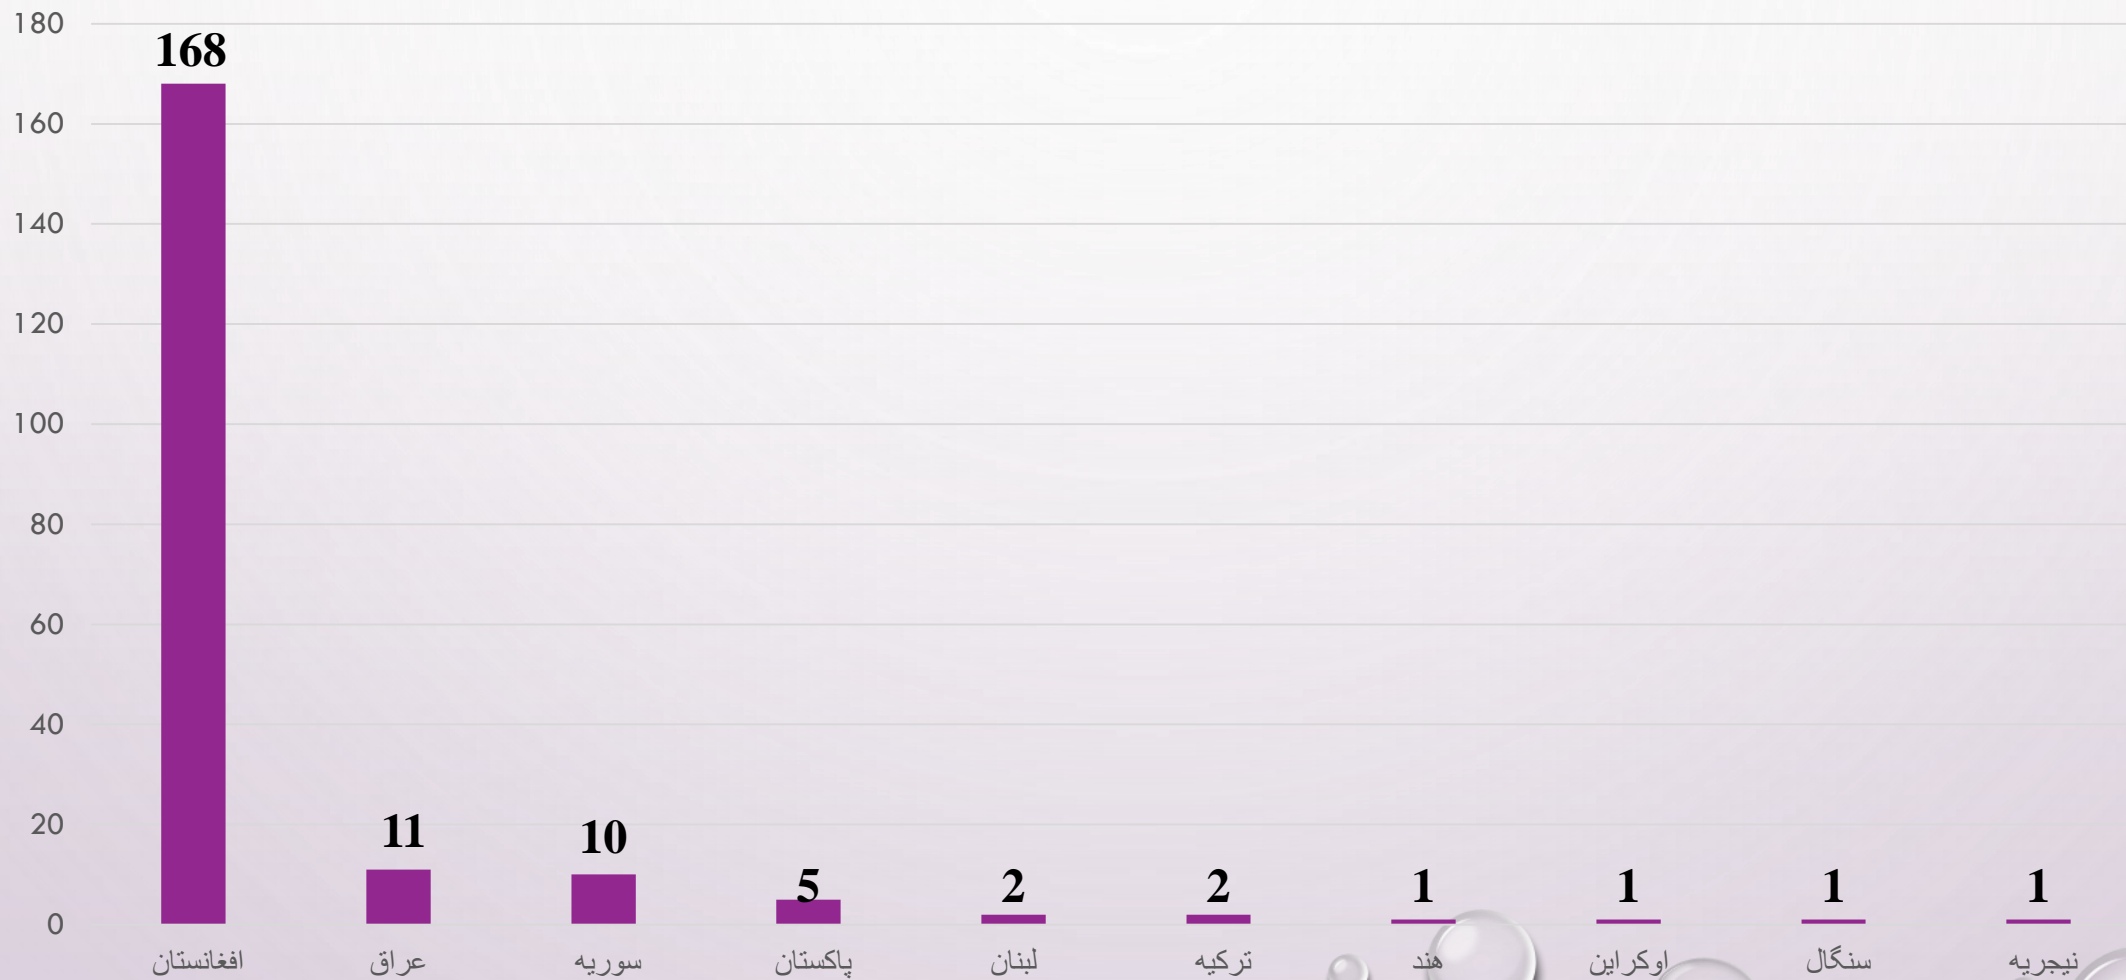 180
160
140
120
100
80
60
40
20
0
168
11
10
5
2
2
1
1
1
1
افغانستان
عراق
سوریه
پاکستان
لبنان
ترکیه
هند
اوکراین
سنگال
نیجریه